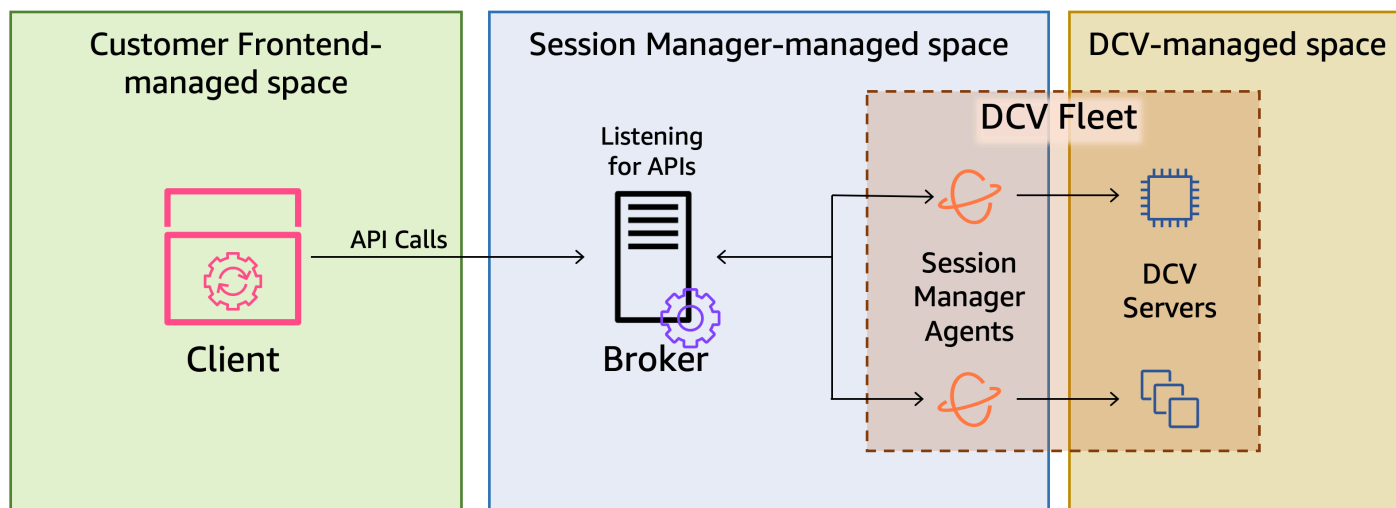 Customer Frontend-
managed space
Session Manager-managed space
DCV-managed space
DCV Fleet
Listening
for APIs
API Calls
Session
Manager
Agents
DCV
Servers
Client
Broker